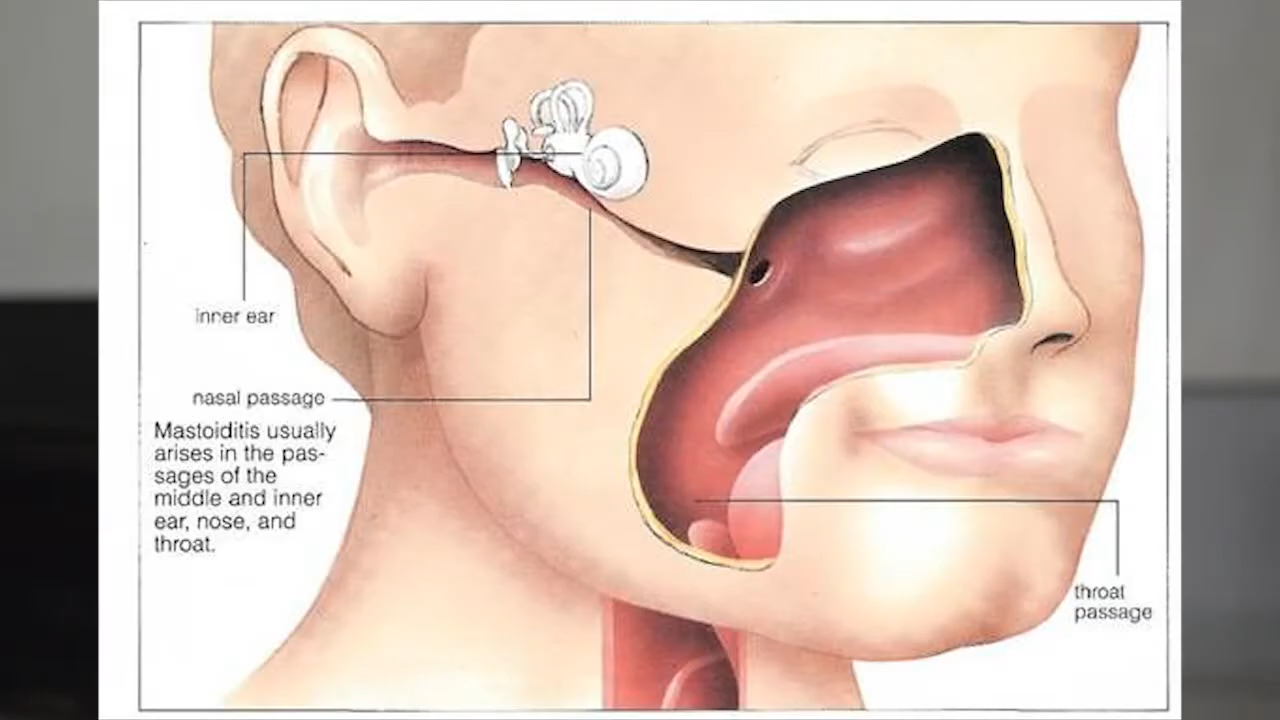 inner ear
nasal passage
Mastoiditis usually
arises in the pas-
sages of the
middle and inner
ear, nose, and
throat.
throat
passage